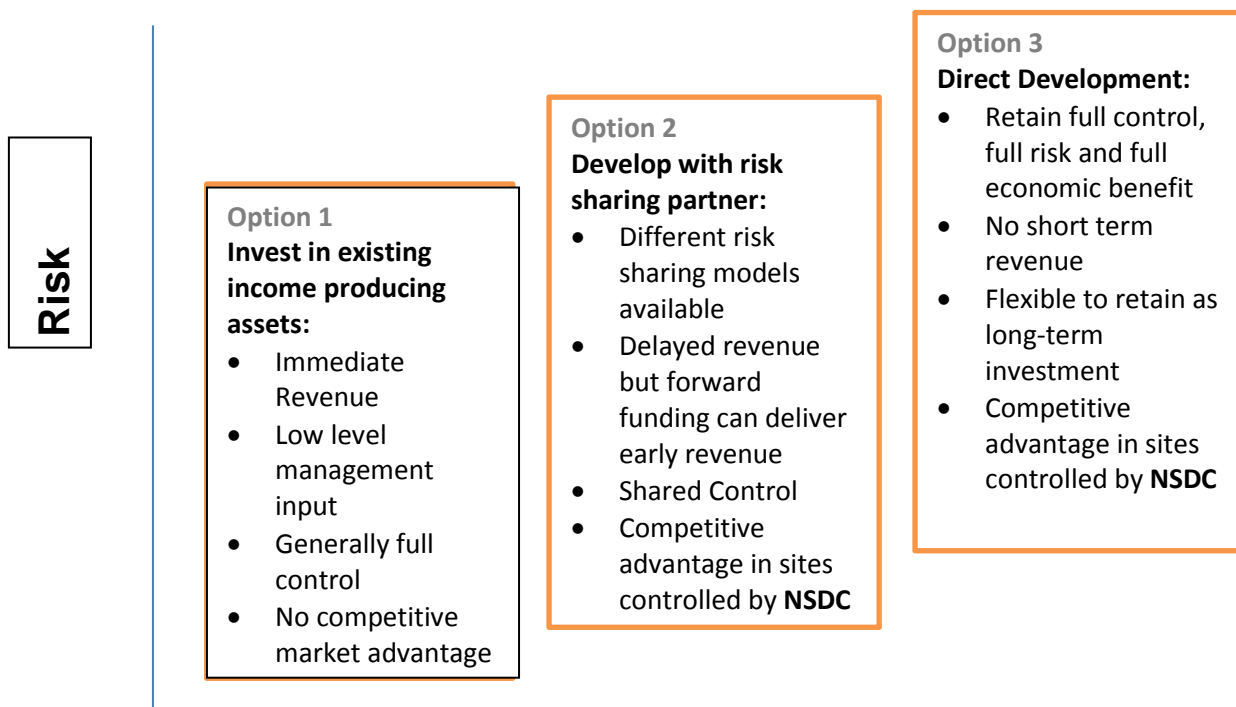 Risk
Option 1
Invest in existing
income producing
assets:
• Immediate
Revenue
• Low level
management
input
• Generally full
control
• No competitive
market advantage
Option 2
Develop with risk
sharing partner:
• Different risk
sharing models
available
• Delayed revenue
but forward
funding can deliver
early revenue
• Shared Control
• Competitive
advantage in sites
controlled by NSDC
Option 3
Direct Development:
• Retain full control,
full risk and full
economic benefit
• No short term
revenue
• Flexible to retain as
long-term
investment
• Competitive
advantage in sites
controlled by NSDC